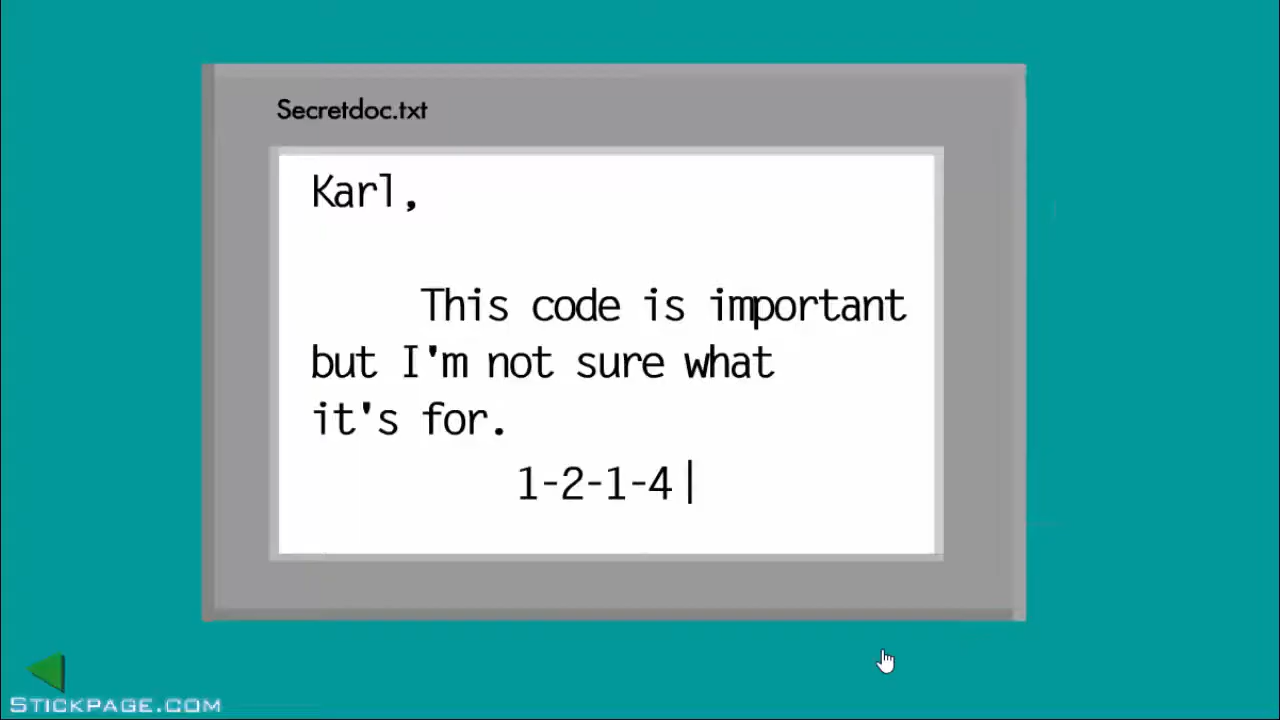 Secretdoc.txt
Karl,
This code is important
but I'm not sure what
it's for.
1-2-1-4
STICKPAGE.COM